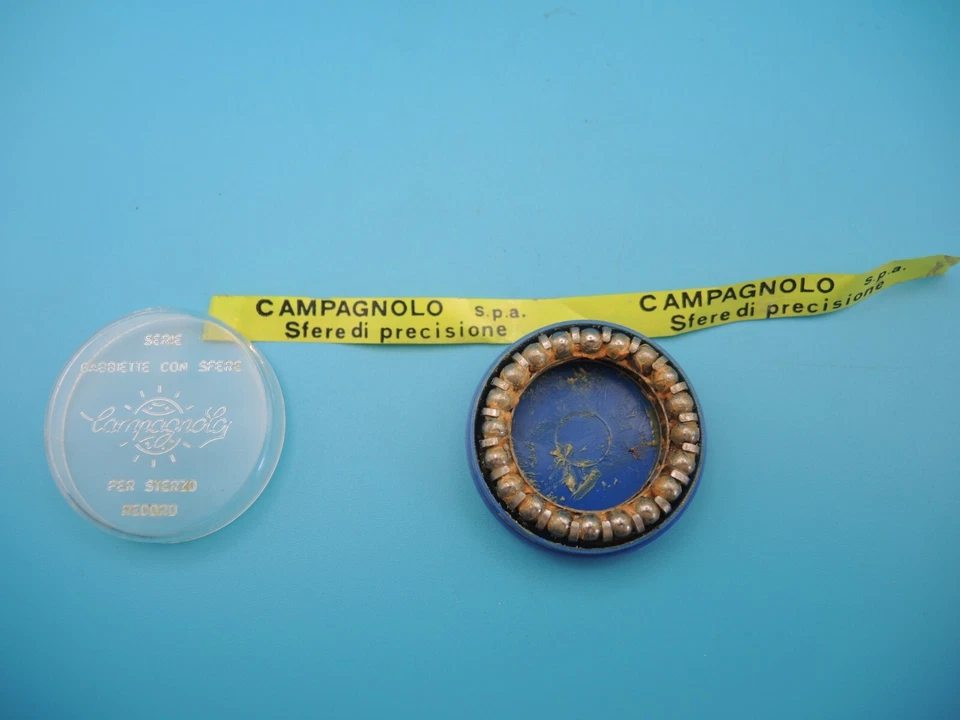 CAMPAGNOLO s.p.a.
Sfere di precisione
CAMPAGNOLO s.p.a.
Sfere di precisione
SERIE
GABBIETTE CON SFERE
Campagnolo
PER STERZO
RECORD